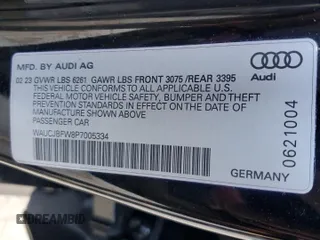 MFD. BY AUDI AG
02 23 GVWR LBS 6261 GAWR LBS FRONT 3075 /REAR 3395
THIS VEHICLE CONFORMS TO ALL APPLICABLE U.S.
FEDERAL MOTOR VEHICLE SAFETY, BUMPER AND THEFT
PREVENTION STANDARDS IN EFFECT ON THE DATE
OF MANUFACTURE SHOWN ABOVE
PASSENGER CAR
WAUCJBFW8P7005334
Audi
0621004
GERMANY
DREAMBID